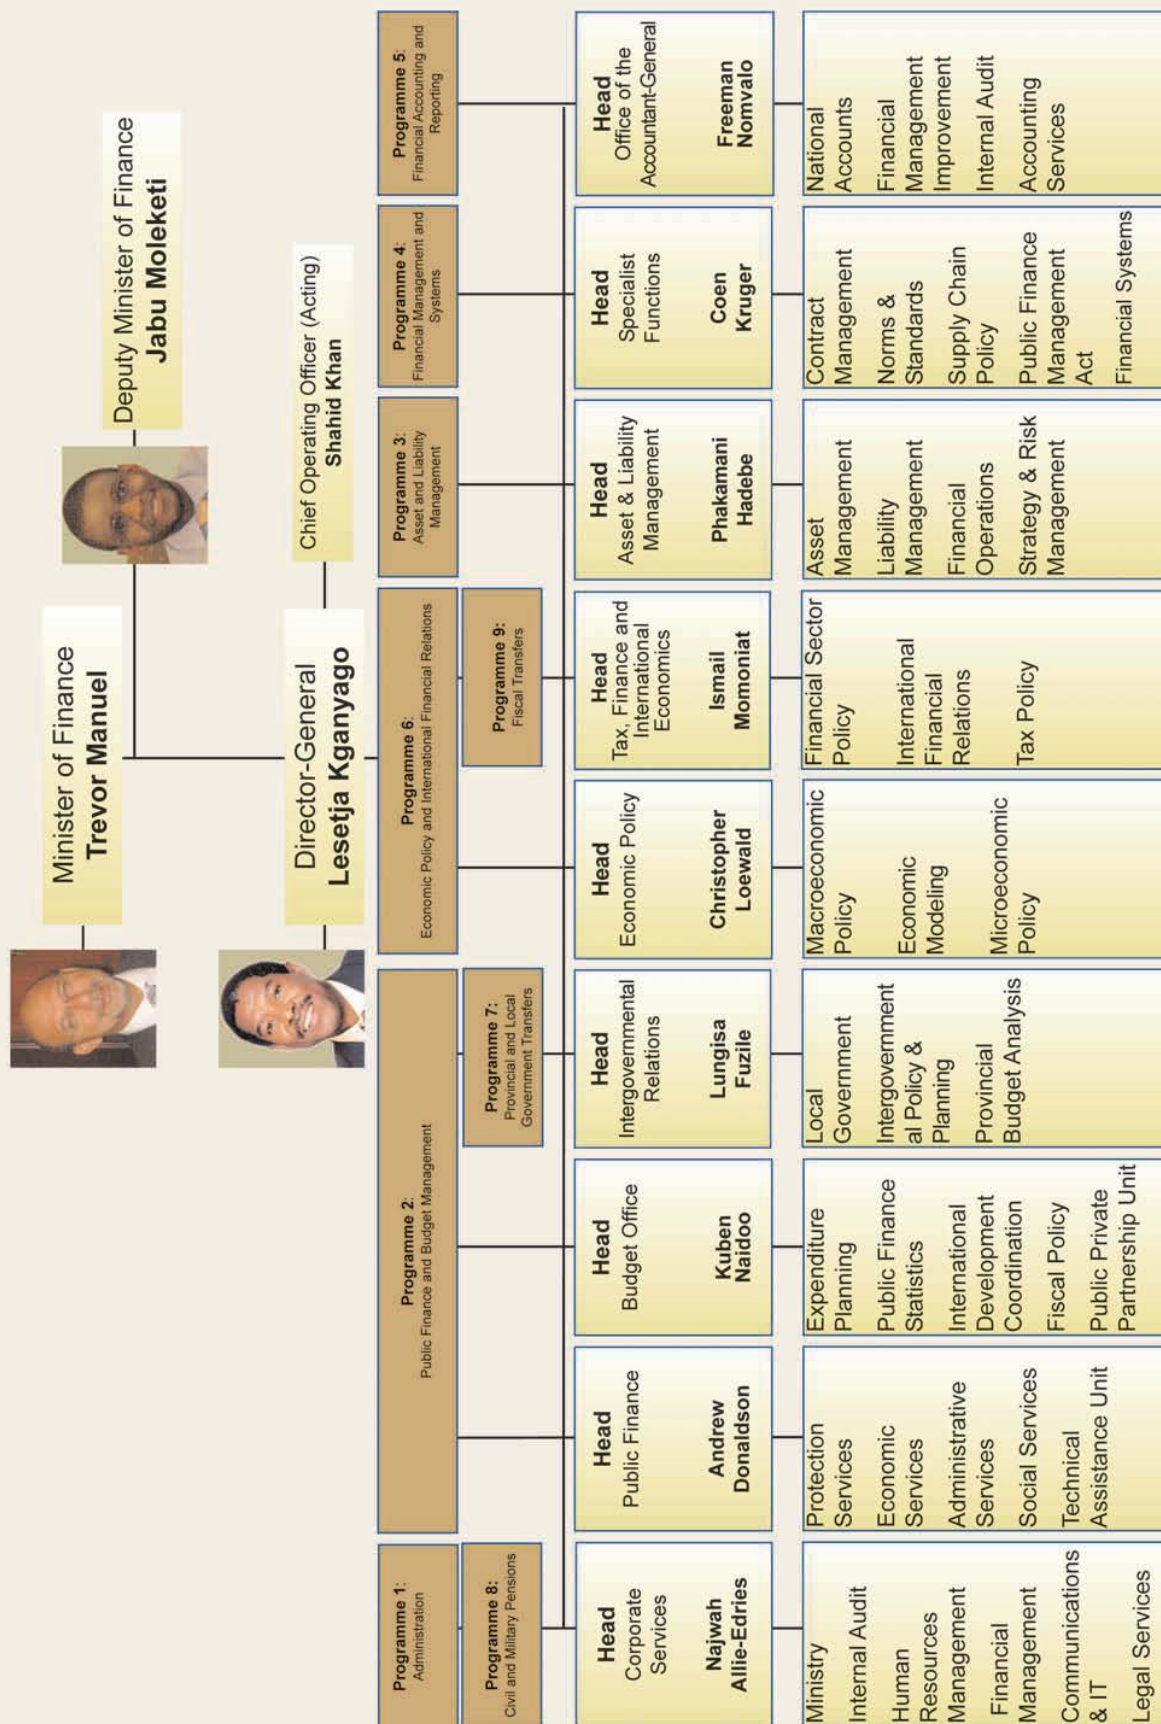 Minister of Finance
Trevor Manuel
Deputy Minister of Finance
Jabu Moleketi
Director-General
Lesetja Kganyago
Chief Operating Officer (Acting)
Shahid Khan
Programme 1:
Administration
Programme 2:
Public Finance and Budget Management
Programme 6:
Economic Policy and International Financial Relations
Programme 3:
Asset and Liability
Management
Programme 4:
Financial Management and
Systems
Programme 5:
Financial Accounting and
Reporting
Programme 8:
Civil and Military Pensions
Programme 7:
Provincial and Local
Government Transfers
Programme 9:
Fiscal Transfers
Head
Corporate
Services
Najwah
Allie-Edries
Head
Public Finance
Andrew
Donaldson
Head
Budget Office
Kuben
Naidoo
Head
Intergovernmental
Relations
Lungisa
Fuzile
Head
Economic Policy
Christopher
Loewald
Head
Tax, Finance and
International
Economics
Ismail
Momoniat
Head
Asset & Liability
Management
Phakamani
Hadebe
Head
Specialist
Functions
Coen
Kruger
Head
Office of the
Accountant-General
Freeman
Nomvalo
Ministry
Internal Audit
Human
Resources
Management
Financial
Management
Communications
& IT
Legal Services
Protection
Services
Economic
Services
Administrative
Services
Social Services
Technical
Assistance Unit
Expenditure
Planning
Public Finance
Statistics
International
Development
Coordination
Fiscal Policy
Public Private
Partnership Unit
Local
Government
Intergovernment
al Policy &
Planning
Provincial
Budget Analysis
Macroeconomic
Policy
Economic
Modeling
Microeconomic
Policy
Financial Sector
Policy
International
Financial
Relations
Tax Policy
Asset
Management
Liability
Management
Financial
Operations
Strategy & Risk
Management
Contract
Management
Norms &
Standards
Supply Chain
Policy
Public Finance
Management
Act
Financial Systems
National
Accounts
Financial
Management
Improvement
Internal Audit
Accounting
Services